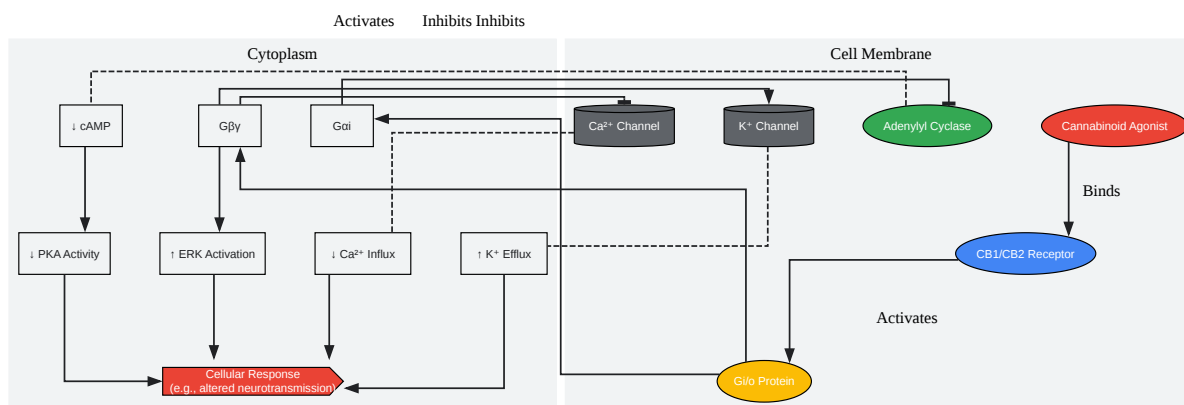 Activates Inhibits Inhibits
Cytoplasm
Cell Membrane
↓ cAMP
Gβγ
Gαi
Ca²⁺ Channel
K⁺ Channel
Adenylyl Cyclase
Cannabinoid Agonist
Binds
↓ PKA Activity
↑ ERK Activation
↓ Ca²⁺ Influx
↑ K⁺ Efflux
CB1/CB2 Receptor
Activates
Cellular Response
(e.g., altered neurotransmission)
Gi/o Protein